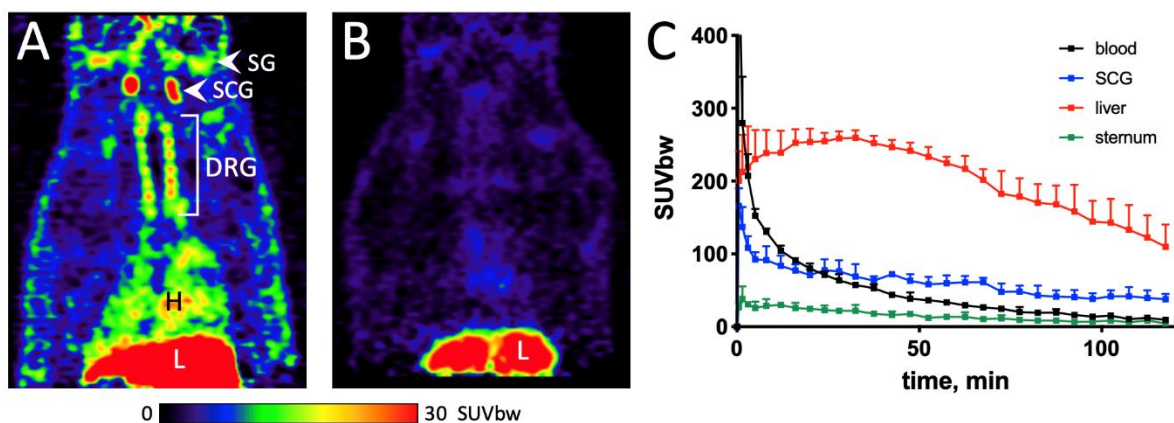 A
SG
SCG
DRG
H
L
0 30 SUVbw
B
L
C
SUVbw
400
300
200
100
0
0 50 100
time, min
blood
SCG
liver
sternum